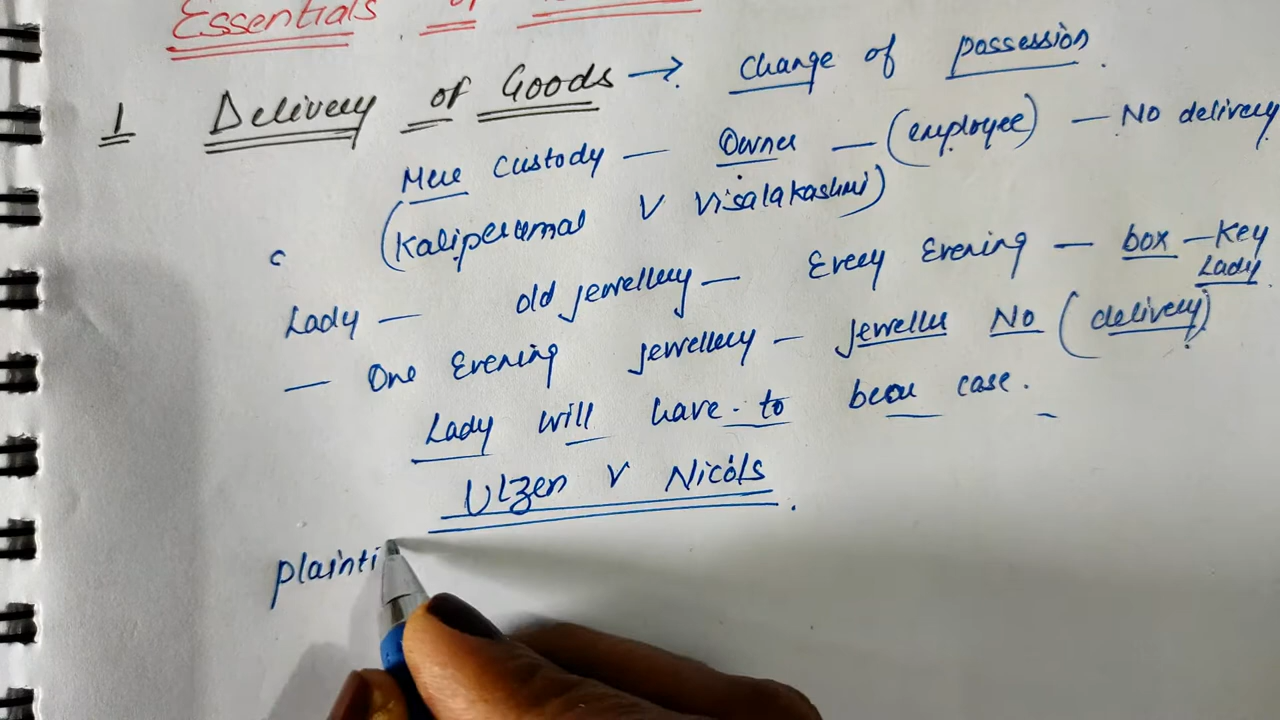 Essentials of
1 Delivery of Goods → Change of possession.
Mere Custody — Owner — (employee) — No delivery
(Kaliperumal V Visalakashmi)
c
Lady — old jewellery — Every Evening — box — Key Lady.
— One Evening jewellery — jeweller No (delivery)
Lady will have to bear case.
Ulzen V Nicols.
plainti